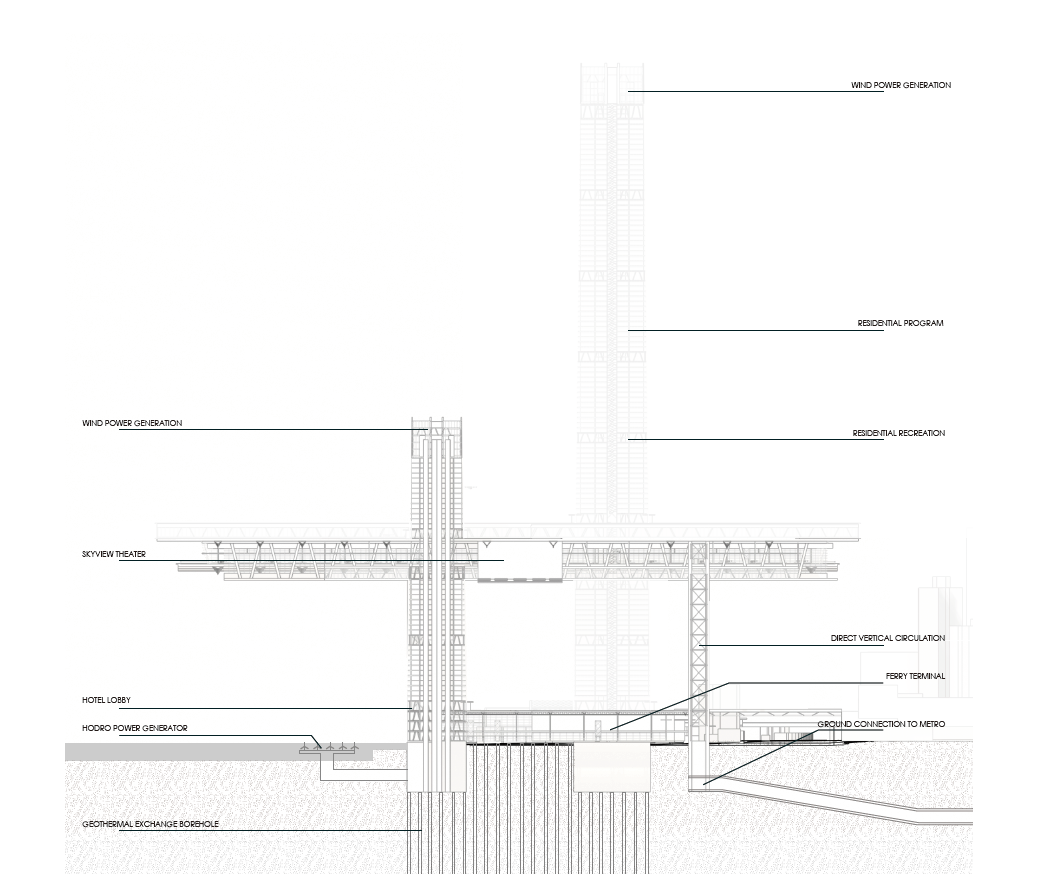 WIND POWER GENERATION
RESIDENTIAL PROGRAM
WIND POWER GENERATION
RESIDENTIAL RECREATION
SKYVIEW THEATER
DIRECT VERTICAL CIRCULATION
FERRY TERMINAL
HOTEL LOBBY
GROUND CONNECTION TO METRO
HODRO POWER GENERATOR
GEOTHERMAL EXCHANGE BOREHOLE